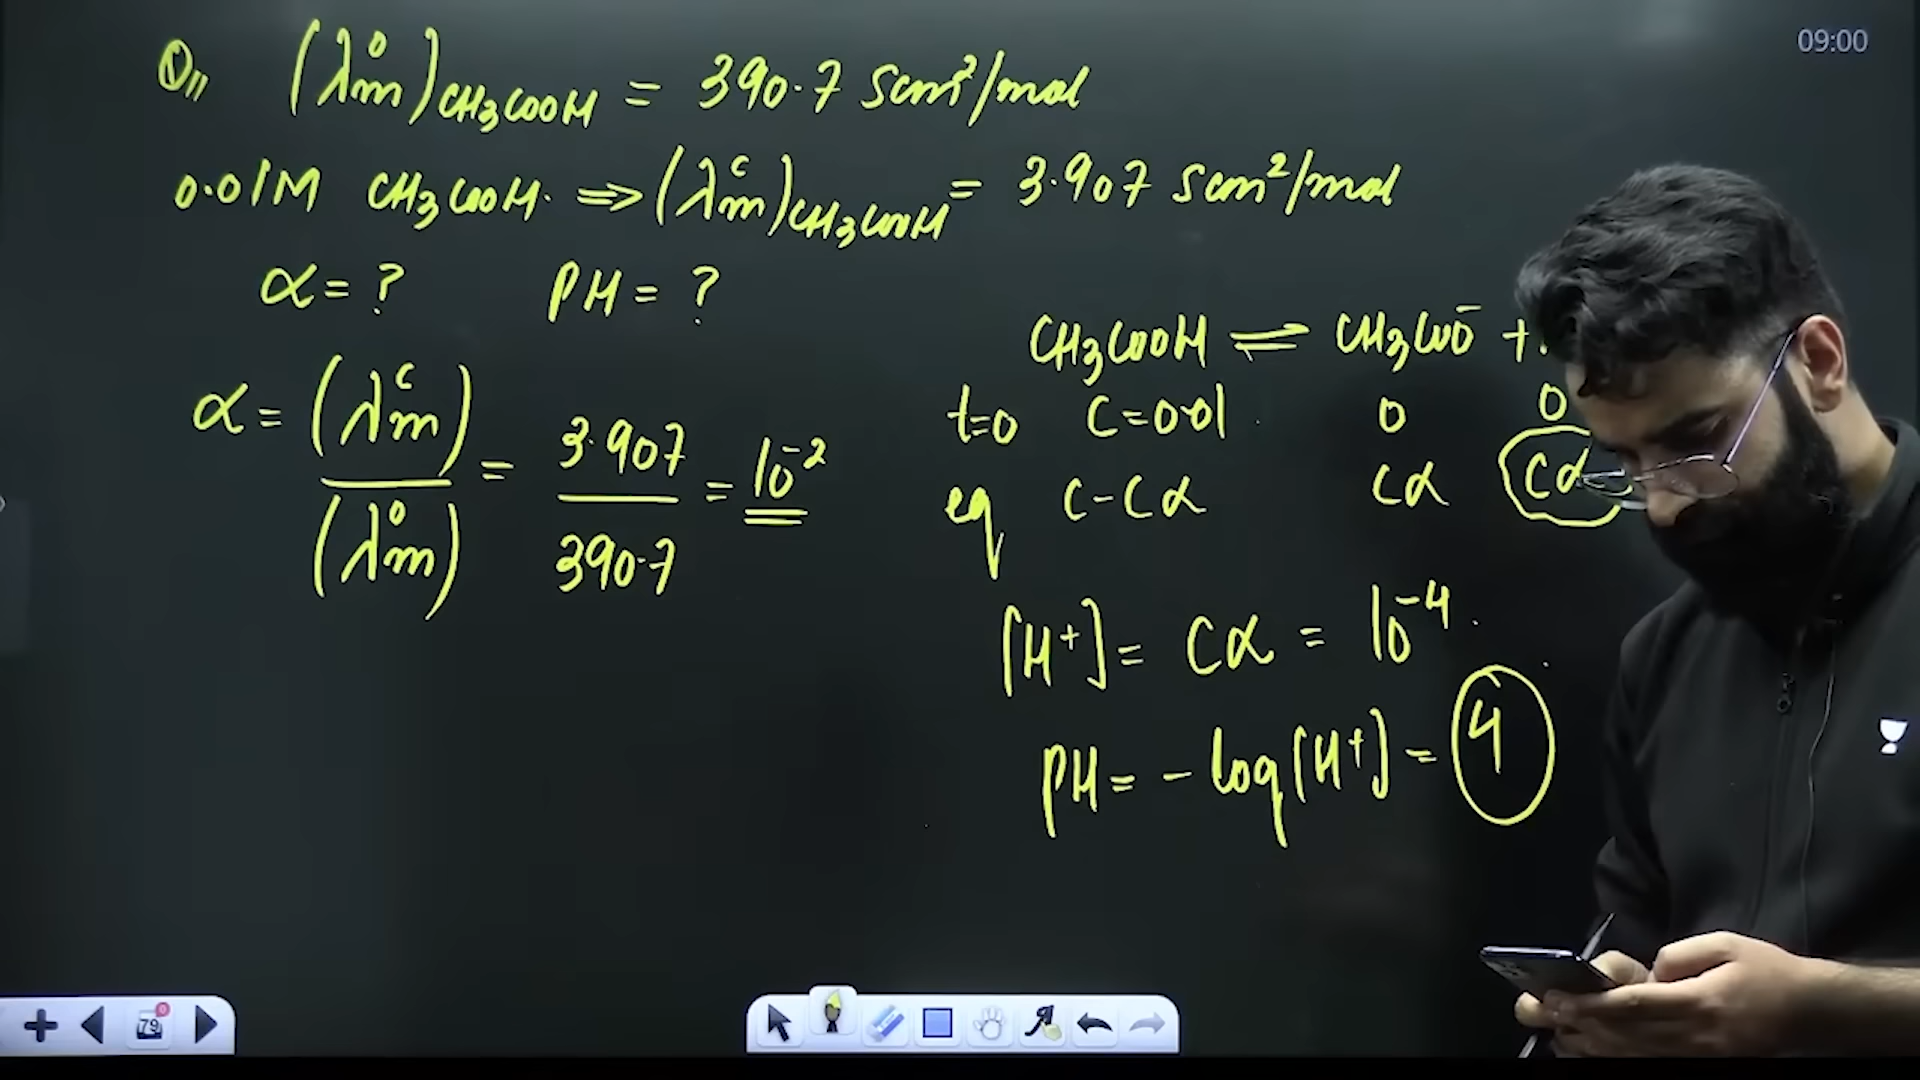 09:00
Q// (λ°m)CH3COOH = 390.7 Scm²/mol
0.01M CH3COOH. ⇒ (λᶜm)CH3COOH = 3.907 Scm²/mol
α = ? PH = ?
α = (λᶜm) / (λ°m) = 3.907 / 390.7 = 10⁻²
CH3COOH ⇌ CH3COO⁻ +
t=0 C=0.01 0 0
eq C-Cα Cα Cα
[H⁺] = Cα = 10⁻⁴.
PH = - log[H⁺] = 4
79
0